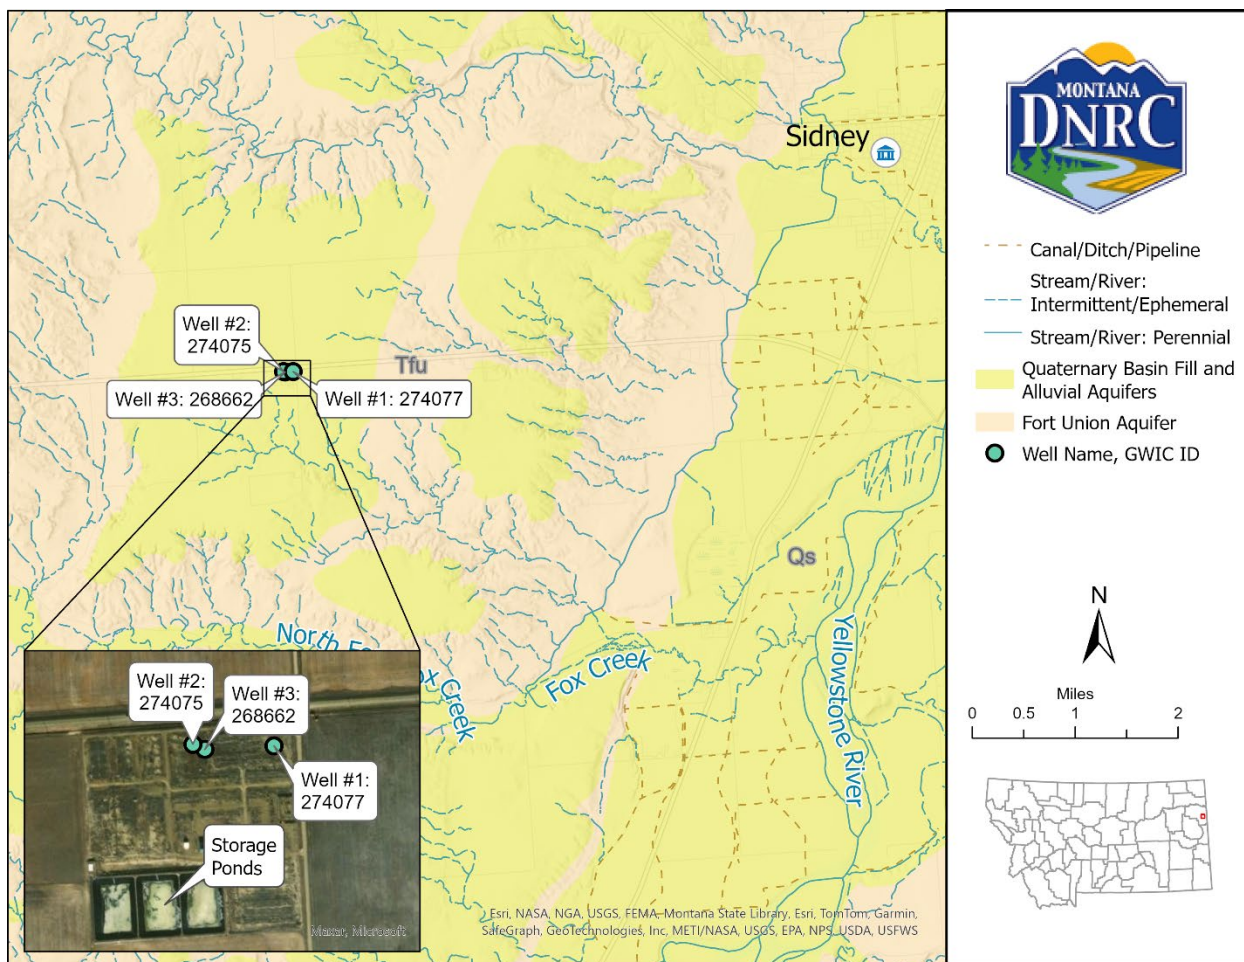 Sidney
Well #2:
274075
Tfu
Well #3: 268662
Well #1: 274077
Qs
Yellowstone River
Fox Creek
North Fo
ox Creek
Well #2:
274075
Well #3:
268662
Well #1:
274077
Storage
Ponds
Maxar, Microsoft
Esri, NASA, NGA, USGS, FEMA, Montana State Library, Esri, TomTom, Garmin,
SafeGraph, GeoTechnologies, Inc, METI/NASA, USGS, EPA, NPS, USDA, USFWS
MONTANA
DNRC
Canal/Ditch/Pipeline
Stream/River:
Intermittent/Ephemeral
Stream/River: Perennial
Quaternary Basin Fill and
Alluvial Aquifers
Fort Union Aquifer
Well Name, GWIC ID
N
Miles
0 0.5 1 2